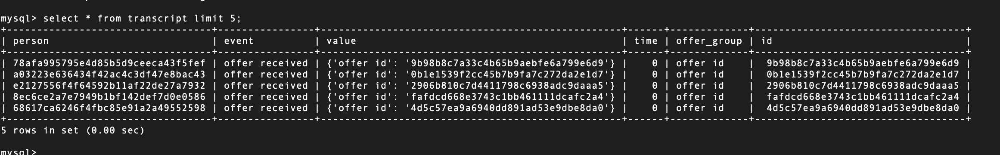 mysql> select * from transcript limit 5;
+----------------------------------+----------------+--------------------------------------------------+------+-------------+-----------------------------------+
| person                           | event          | value                                            | time | offer_group | id                                |
+----------------------------------+----------------+--------------------------------------------------+------+-------------+-----------------------------------+
| 78afa995795e4d85b5d9ceeca43f5fef | offer received | {'offer id': '9b98b8c7a33c4b65b9aebfe6a799e6d9'} |    0 | offer id    |  9b98b8c7a33c4b65b9aebfe6a799e6d9 |
| a03223e636434f42ac4c3df47e8bac43 | offer received | {'offer id': '0b1e1539f2cc45b7b9fa7c272da2e1d7'} |    0 | offer id    |  0b1e1539f2cc45b7b9fa7c272da2e1d7 |
| e2127556f4f64592b11af22de27a7932 | offer received | {'offer id': '2906b810c7d4411798c6938adc9daaa5'} |    0 | offer id    |  2906b810c7d4411798c6938adc9daaa5 |
| 8ec6ce2a7e7949b1bf142def7d0e0586 | offer received | {'offer id': 'fafdcd668e3743c1bb461111dcafc2a4'} |    0 | offer id    |  fafdcd668e3743c1bb461111dcafc2a4 |
| 68617ca6246f4fbc85e91a2a49552598 | offer received | {'offer id': '4d5c57ea9a6940dd891ad53e9dbe8da0'} |    0 | offer id    |  4d5c57ea9a6940dd891ad53e9dbe8da0 |
+----------------------------------+----------------+--------------------------------------------------+------+-------------+-----------------------------------+
5 rows in set (0.00 sec)
mysql>